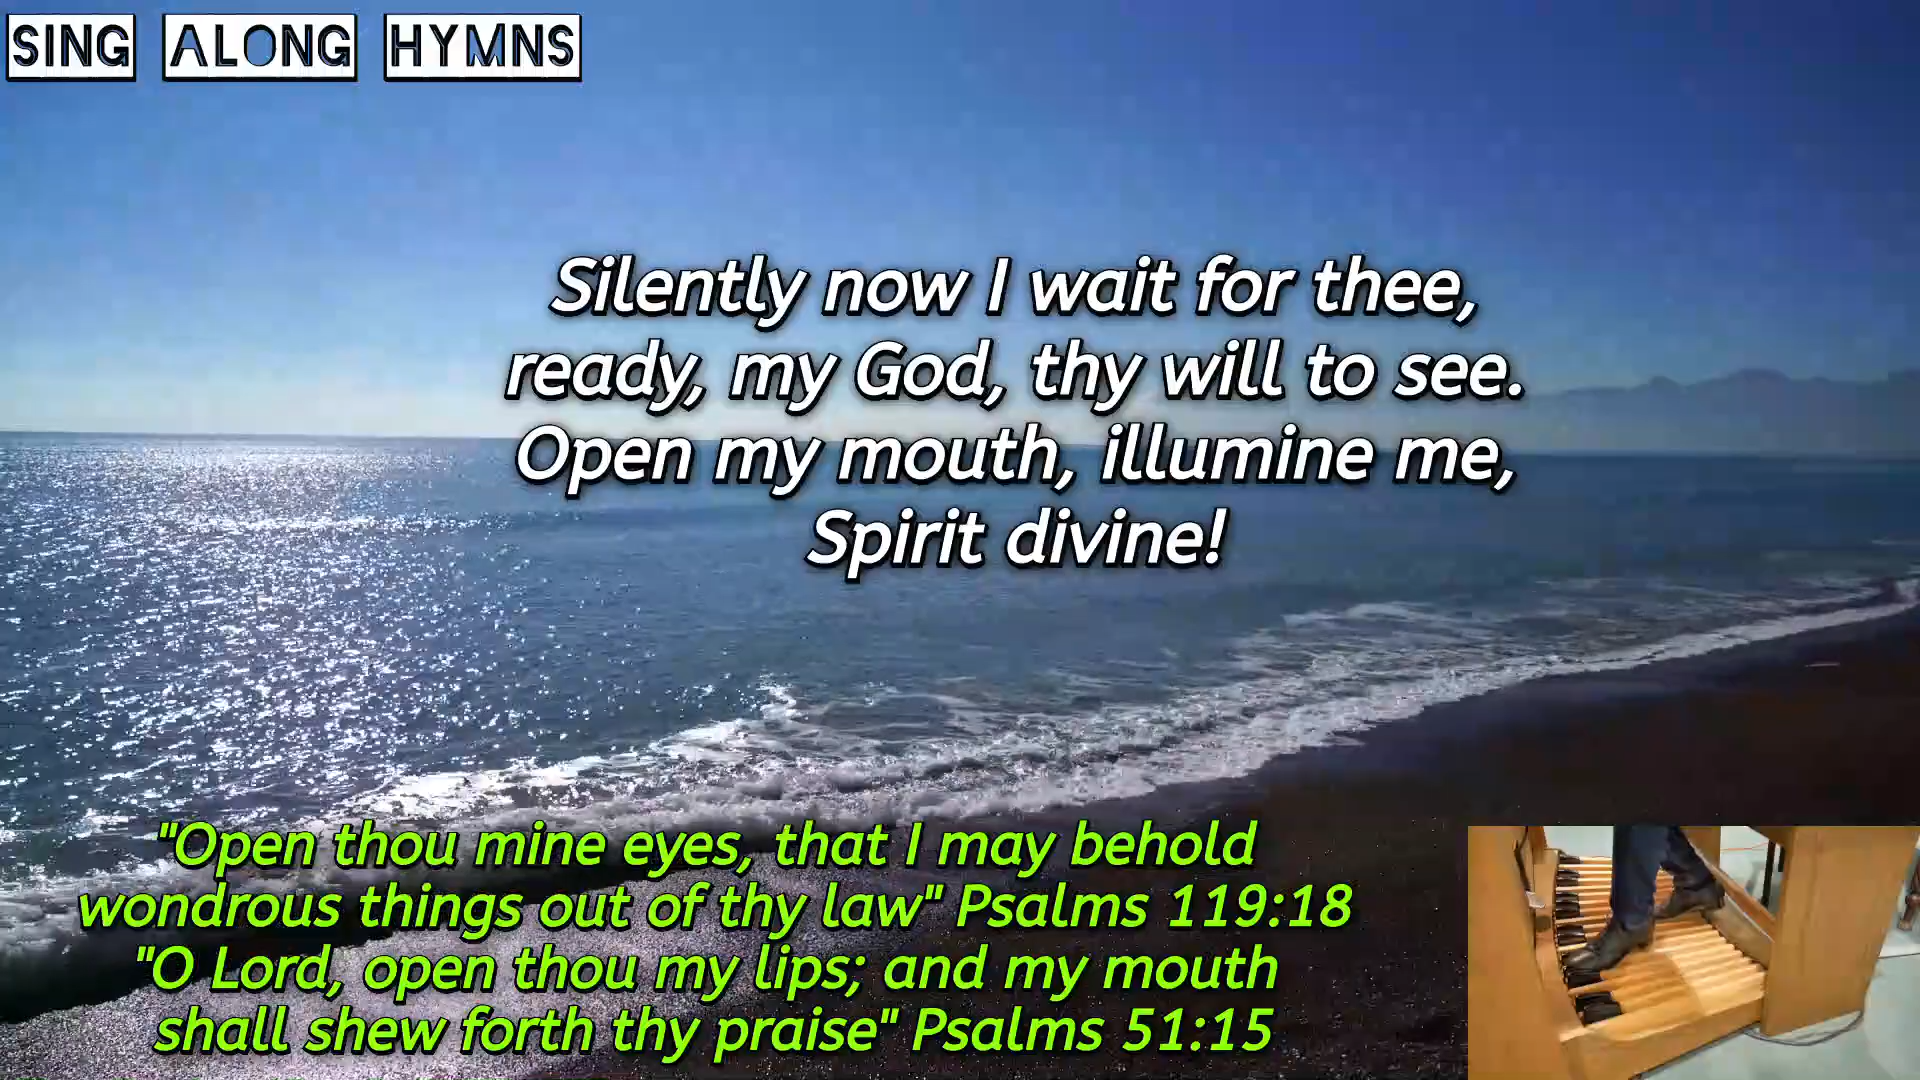 SING ALONG HYMNS
Silently now I wait for thee,
ready, my God, thy will to see.
Open my mouth, illumine me,
Spirit divine!
"Open thou mine eyes, that I may behold
wondrous things out of thy law" Psalms 119:18
"O Lord, open thou my lips; and my mouth
shall shew forth thy praise" Psalms 51:15